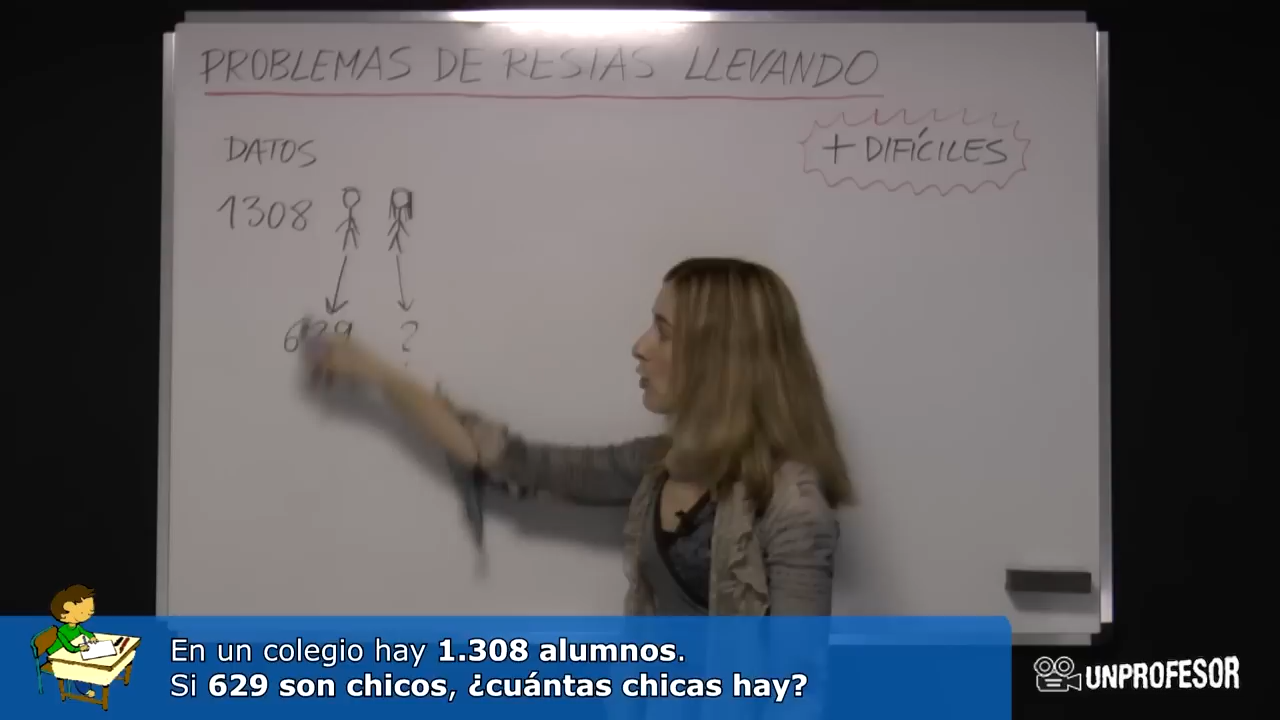 PROBLEMAS DE RESTAS LLEVANDO
DATOS
+ DIFÍCILES
1308
629 ?
En un colegio hay 1.308 alumnos.
Si 629 son chicos, ¿cuántas chicas hay?
UNPROFESOR